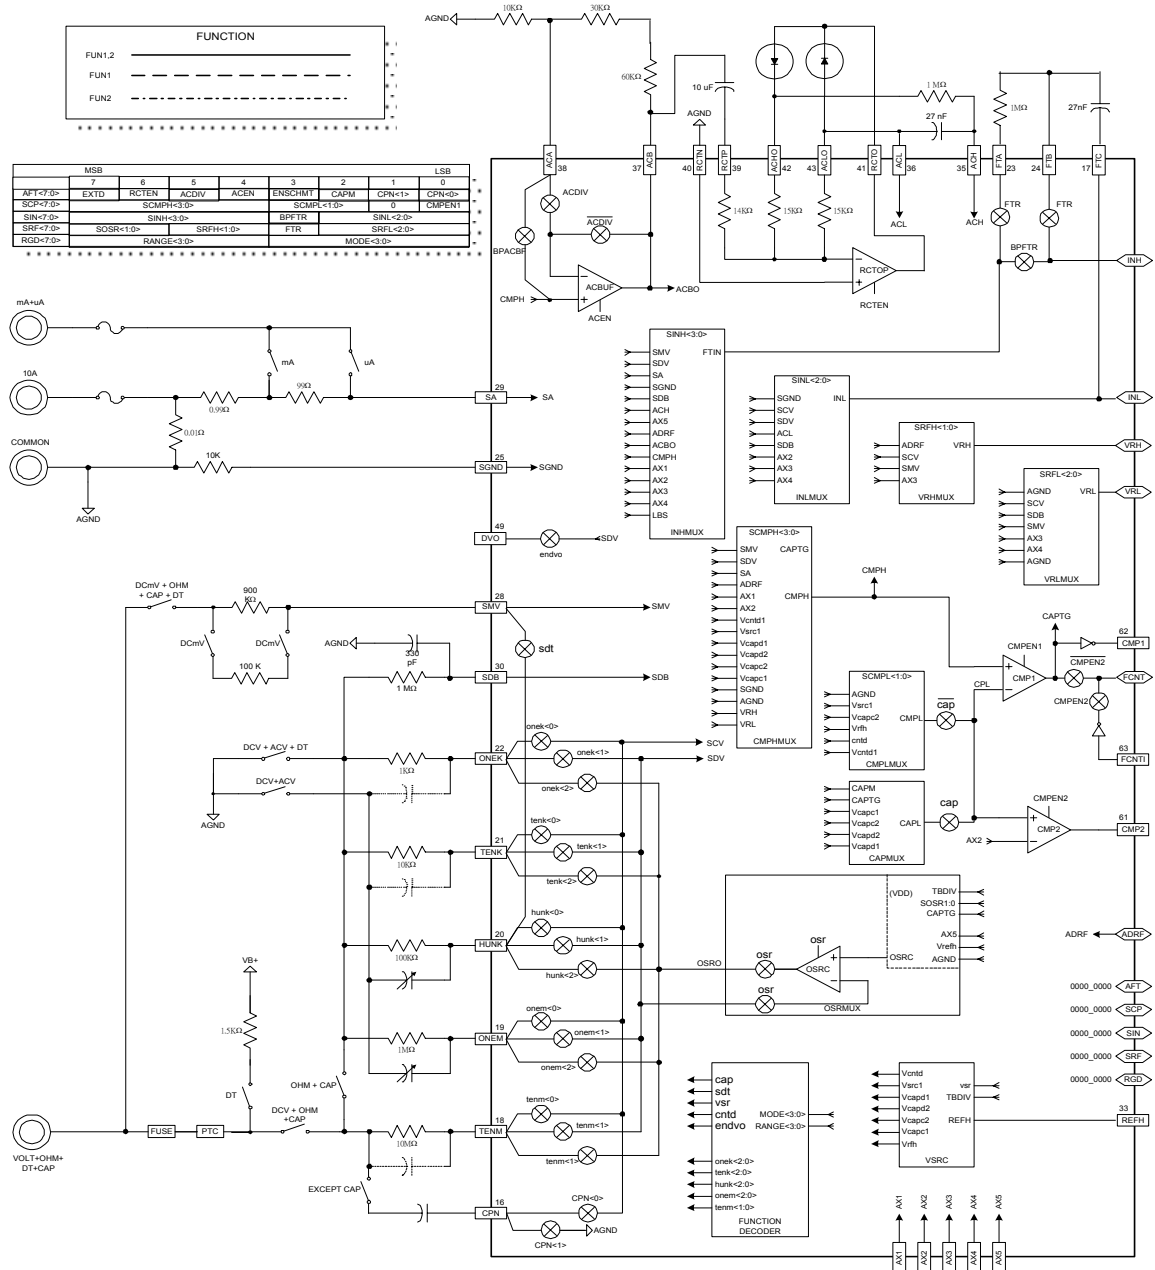 FUNCTION
FUN1,2
FUN1
FUN2
AGND
10KΩ
30KΩ
60KΩ
10 uF
AGND
1 MΩ
27 nF
1MΩ
27nF
MSB
LSB
7 6 5 4 3 2 1 0
AFT<7:0> EXTD RCTEN ACDIV ACEN ENSCHMT CAPM CPN<1> CPN<0>
SCP<7:0> SCMPH<3:0> SCMPL<1:0> 0 CMPEN1
SIN<7:0> SINH<3:0> BPFTR SINL<2:0>
SRF<7:0> SOSR<1:0> SRFH<1:0> FTR SRFL<2:0>
RGD<7:0> RANGE<3:0> MODE<3:0>
ACA
38
ACB
37
RCTN
40
RCTP
39
ACHO
42
ACLO
43
RCTO
41
ACL
36
ACH
35
FTA
23
FTB
24
FTC
17
ACDIV
ACDIV
BPACBF
CMPH
ACBUF
ACEN
ACBO
14KΩ
15KΩ
15KΩ
ACL
ACH
RCTOP
RCTEN
FTR
FTR
BPFTR
INH
INL
VRH
VRL
mA+uA
10A
COMMON
mA
uA
0.99Ω
99Ω
0.01Ω
10K
AGND
29
SA
SA
25
SGND
SGND
49
DVO
endvo
SDV
SINH<3:0>
SMV
SDV
SA
SGND
SDB
ACH
AX5
ADRF
ACBO
CMPH
AX1
AX2
AX3
AX4
LBS
FTIN
INHMUX
SINL<2:0>
SGND
SCV
SDV
ACL
SDB
AX2
AX3
AX4
INL
INLMUX
SRFH<1:0>
ADRF
SCV
SMV
AX3
VRH
VRHMUX
SRFL<2:0>
AGND
SCV
SDB
SMV
AX3
AX4
AGND
VRL
VRLMUX
SCMPH<3:0>
SMV
SDV
SA
ADRF
AX1
AX2
Vcntd1
Vsrc1
Vcapd1
Vcapd2
Vcapc2
Vcapc1
SGND
AGND
VRH
VRL
CAPTG
CMPH
CMPHMUX
CMPH
SCMPL<1:0>
AGND
Vsrc1
Vcapc2
Vrfh
cntd
Vcntd1
CMPL
CMPLMUX
cap
CPL
CMPEN1
CMP1
CAPTG
CMPEN2
CMPEN2
62
CMP1
FCNT
63
FCNTI
CAPM
CAPTG
Vcapc1
Vcapc2
Vcapd2
Vcapd1
CAPL
CAPMUX
cap
CMPEN2
CMP2
AX2
61
CMP2
DCmV + OHM
+ CAP + DT
900
KΩ
DCmV
DCmV
100 K
28
SMV
SMV
sdt
AGND
330
pF
1 MΩ
30
SDB
SDB
DCV + ACV + DT
DCV+ACV
AGND
1KΩ
22
ONEK
onek<0>
onek<1>
onek<2>
SCV
SDV
10KΩ
21
TENK
tenk<0>
tenk<1>
tenk<2>
100KΩ
20
HUNK
hunk<0>
hunk<1>
hunk<2>
1MΩ
19
ONEM
onem<0>
onem<1>
onem<2>
10MΩ
18
TENM
tenm<0>
tenm<1>
tenm<1>
16
CPN
CPN<0>
CPN<1>
AGND
VB+
1.5KΩ
DT
OHM + CAP
DCV + OHM
+CAP
FUSE
PTC
VOLT+OHM+
DT+CAP
EXCEPT CAP
OSRO
osr
osr
osr
OSRC
OSRC
OSRMUX
(VDD)
TBDIV
SOSR1:0
CAPTG
AX5
Vrefh
AGND
ADRF
ADRF
0000_0000 AFT
0000_0000 SCP
0000_0000 SIN
0000_0000 SRF
0000_0000 RGD
cap
sdt
vsr
cntd
endvo
MODE<3:0>
RANGE<3:0>
onek<2:0>
tenk<2:0>
hunk<2:0>
onem<2:0>
tenm<1:0>
FUNCTION
DECODER
Vcntd
Vsrc1
Vcapd1
Vcapd2
Vcapc2
Vcapc1
Vrfh
vsr
TBDIV
REFH
VSRC
33
REFH
AX1
AX2
AX3
AX4
AX5
AX1
AX2
AX3
AX4
AX5